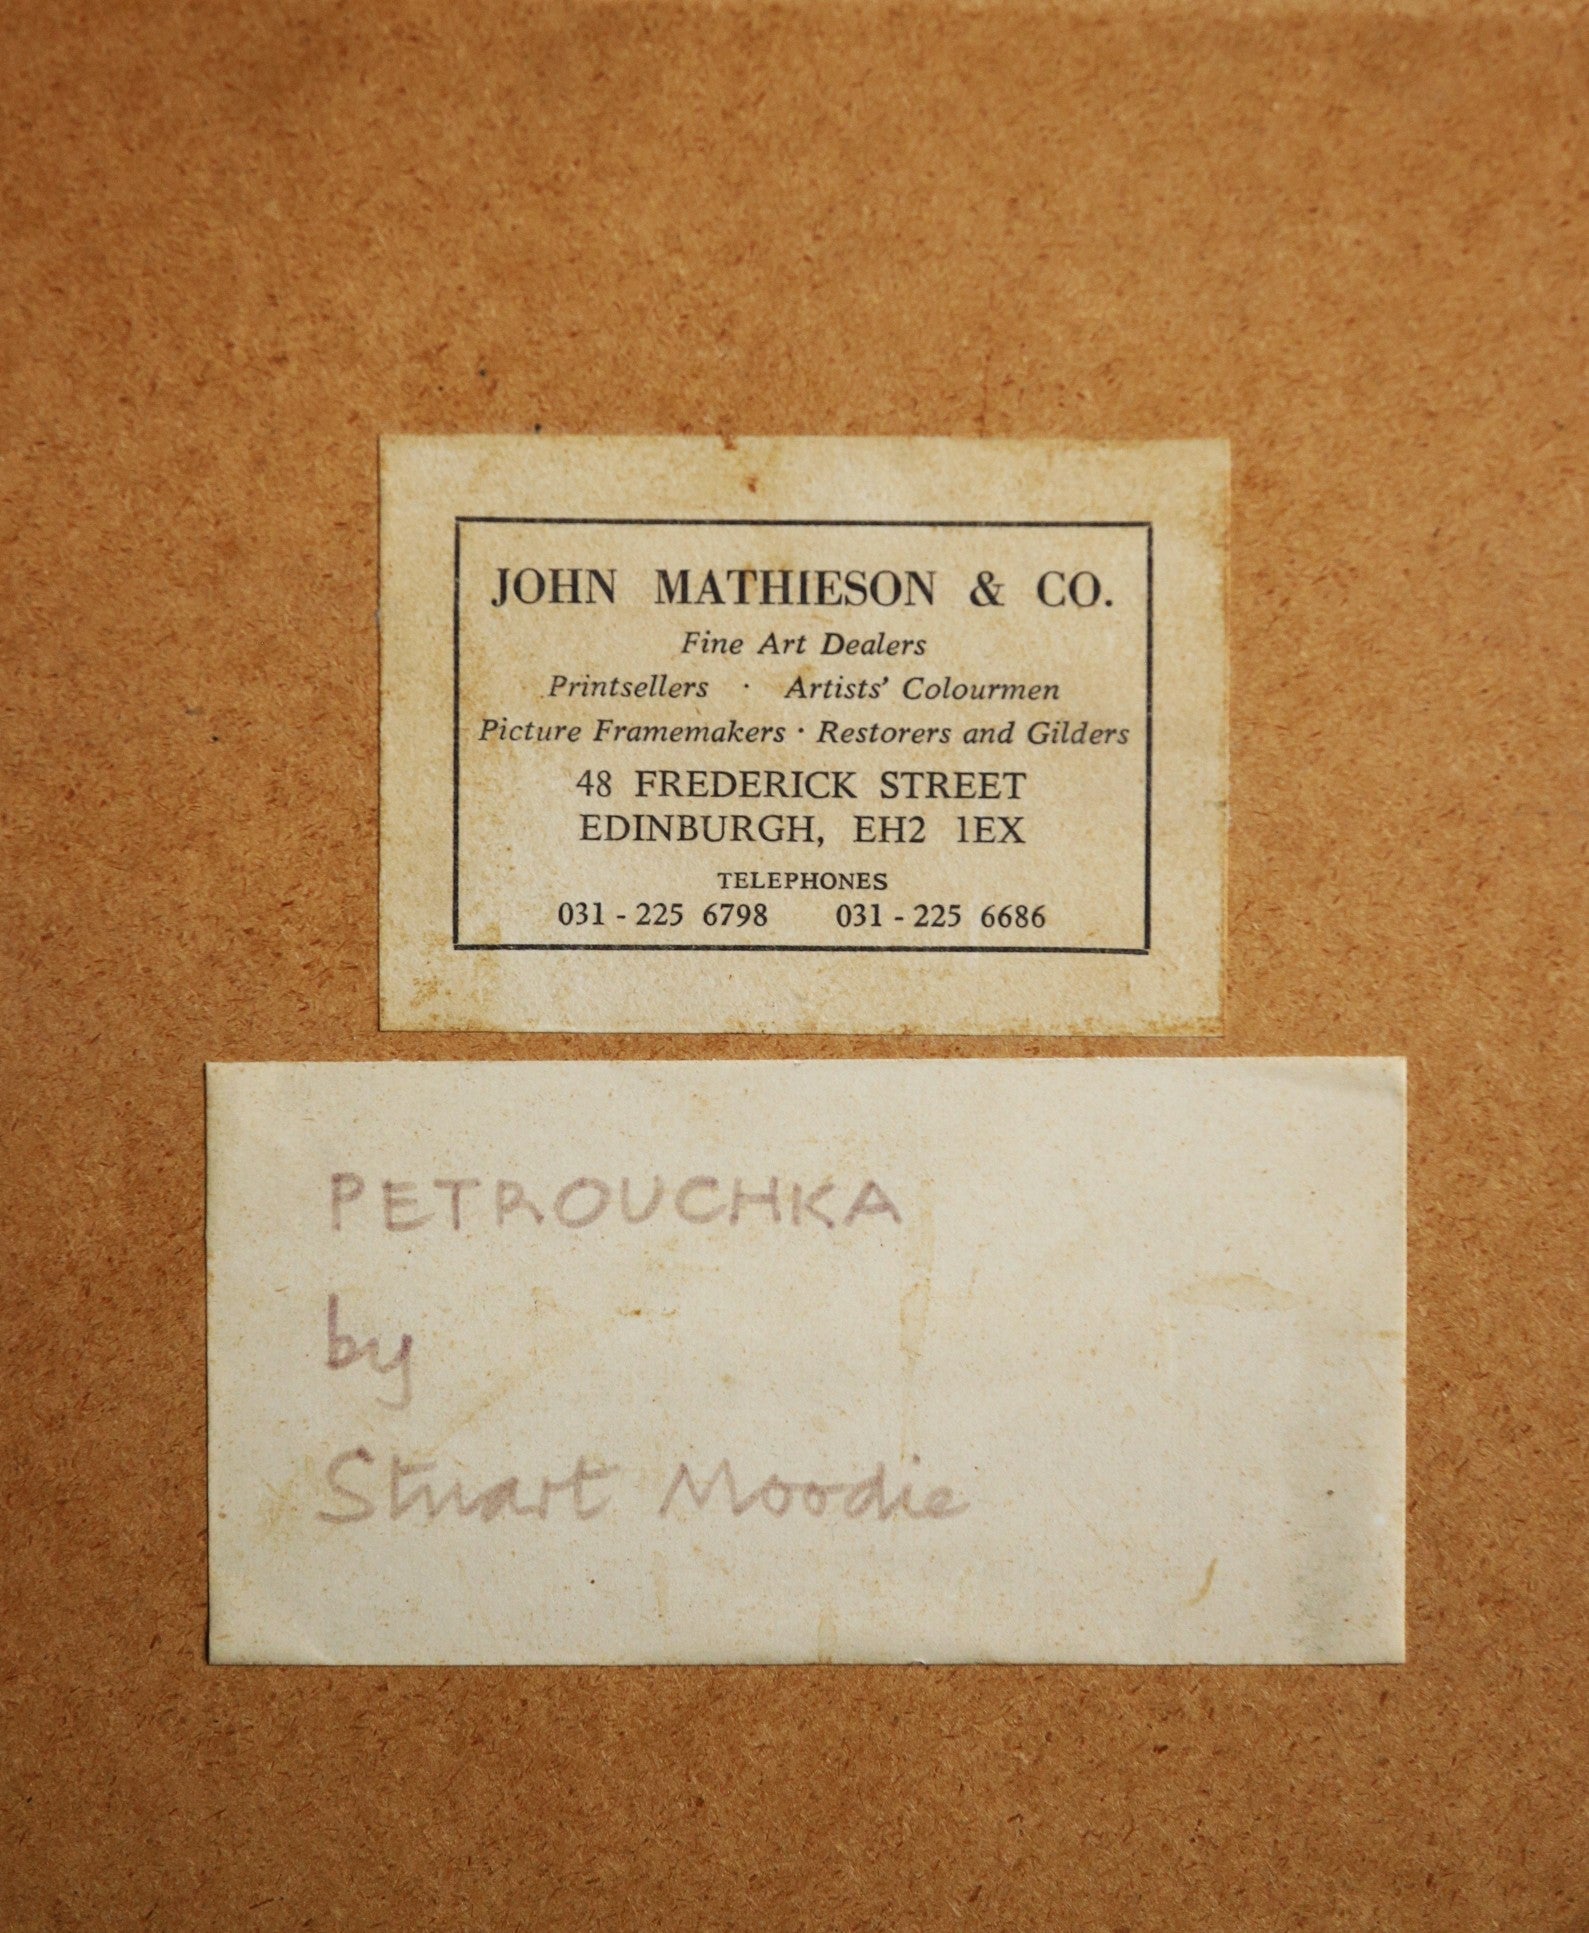 JOHN MATHIESON & CO.
Fine Art Dealers
Printsellers · Artists' Colourmen
Picture Framemakers · Restorers and Gilders
48 FREDERICK STREET
EDINBURGH, EH2 1EX
TELEPHONES
031 - 225 6798 031 - 225 6686
PETROUCHKA
by
Stuart Moodie